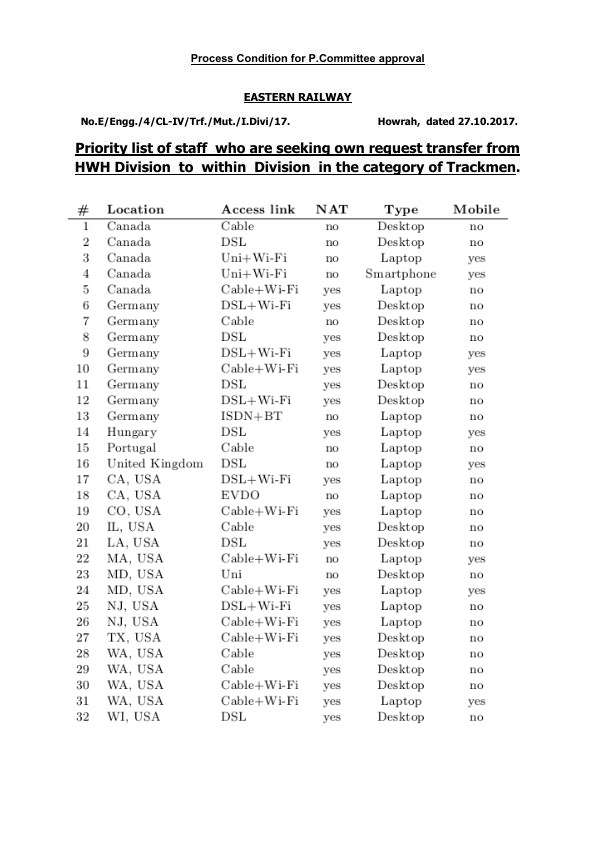 Process Condition for P.Committee approval
EASTERN RAILWAY
No.E/Engg./4/CL-IV/Trf./Mut./I.Divi/17. Howrah, dated 27.10.2017.
Priority list of staff who are seeking own request transfer from
HWH Division to within Division in the category of Trackmen.
# Location Access link NAT Type Mobile
1 Canada Cable no Desktop no
2 Canada DSL no Desktop no
3 Canada Uni+Wi-Fi no Laptop yes
4 Canada Uni+Wi-Fi no Smartphone yes
5 Canada Cable+Wi-Fi yes Laptop no
6 Germany DSL+Wi-Fi yes Desktop no
7 Germany Cable no Desktop no
8 Germany DSL yes Desktop no
9 Germany DSL+Wi-Fi yes Laptop yes
10 Germany Cable+Wi-Fi yes Laptop yes
11 Germany DSL yes Desktop no
12 Germany DSL+Wi-Fi yes Desktop no
13 Germany ISDN+BT no Laptop no
14 Hungary DSL yes Laptop yes
15 Portugal Cable no Laptop no
16 United Kingdom DSL no Laptop yes
17 CA, USA DSL+Wi-Fi yes Laptop no
18 CA, USA EVDO no Laptop no
19 CO, USA Cable+Wi-Fi yes Laptop no
20 IL, USA Cable yes Desktop no
21 LA, USA DSL yes Desktop no
22 MA, USA Cable+Wi-Fi no Laptop yes
23 MD, USA Uni no Desktop no
24 MD, USA Cable+Wi-Fi yes Laptop yes
25 NJ, USA DSL+Wi-Fi yes Laptop no
26 NJ, USA Cable+Wi-Fi yes Laptop no
27 TX, USA Cable+Wi-Fi yes Desktop no
28 WA, USA Cable yes Desktop no
29 WA, USA Cable yes Desktop no
30 WA, USA Cable+Wi-Fi yes Desktop no
31 WA, USA Cable+Wi-Fi yes Laptop yes
32 WI, USA DSL yes Desktop no